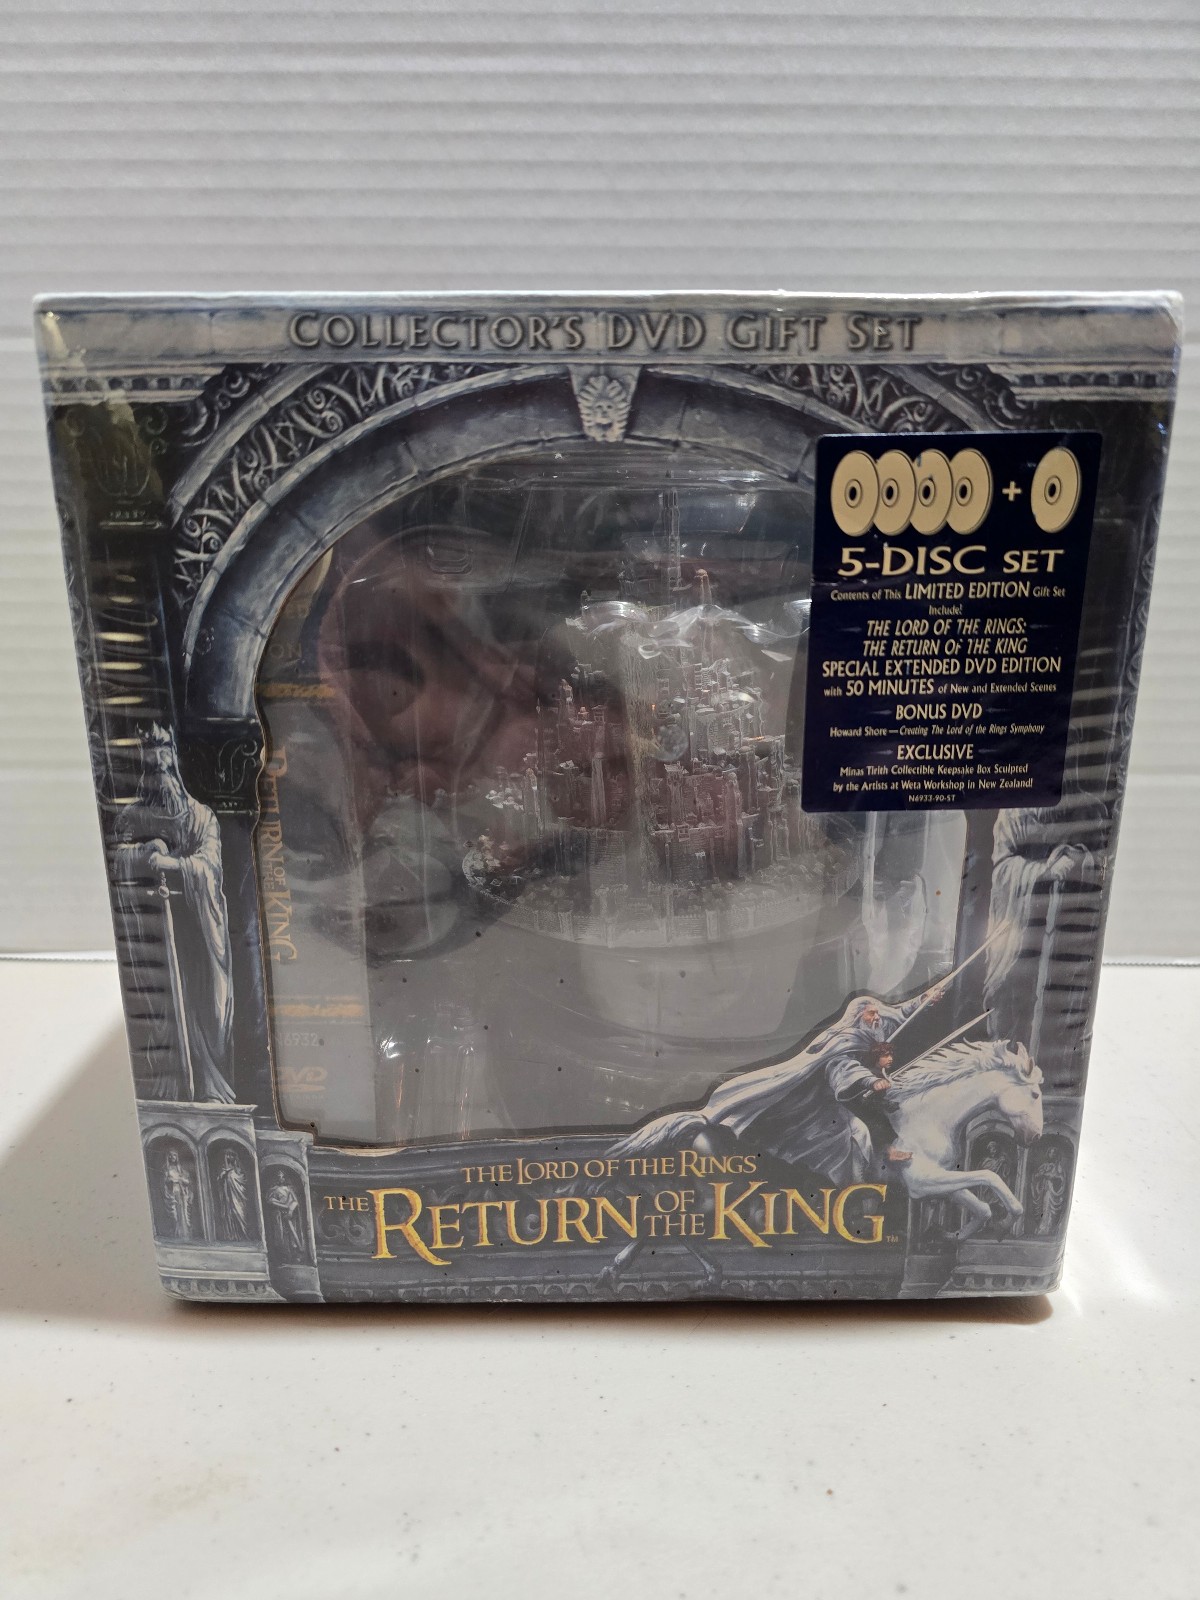 COLLECTOR'S DVD GIFT SET
5-DISC SET
Contents of This LIMITED EDITION Gift Set
Include!
THE LORD OF THE RINGS:
THE RETURN OF THE KING
SPECIAL EXTENDED DVD EDITION
with 50 MINUTES of New and Extended Scenes
BONUS DVD
Howard Shore — Creating The Lord of the Rings Symphony
EXCLUSIVE
Minas Tirith Collectible Keepsake Box Sculpted
by the Artists at Weta Workshop in New Zealand!
N6933-90-ST
RETURN OF THE KING
N6932
DVD
THE LORD OF THE RINGS
THE RETURN OF THE KING™